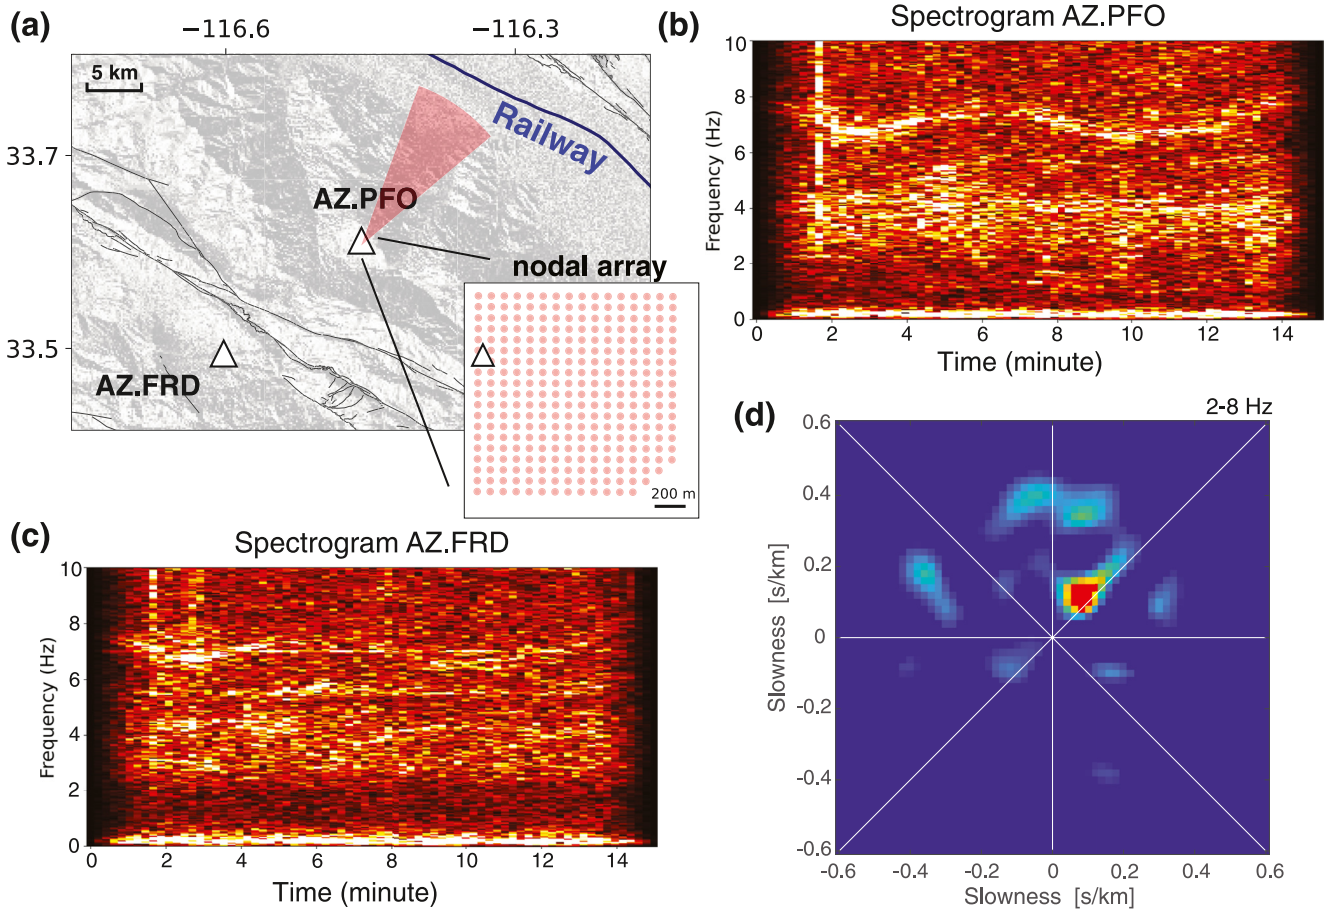 (a)
−116.6
−116.3
5 km
Railway
33.7
AZ.PFO
nodal array
33.5
AZ.FRD
200 m
(b)
Spectrogram AZ.PFO
10
8
6
4
2
0
Frequency (Hz)
0 2 4 6 8 10 12 14
Time (minute)
(c)
Spectrogram AZ.FRD
10
8
6
4
2
0
Frequency (Hz)
0 2 4 6 8 10 12 14
Time (minute)
(d)
2-8 Hz
0.6
0.4
0.2
0
-0.2
-0.4
-0.6
Slowness [s/km]
-0.6 -0.4 -0.2 0 0.2 0.4 0.6
Slowness [s/km]